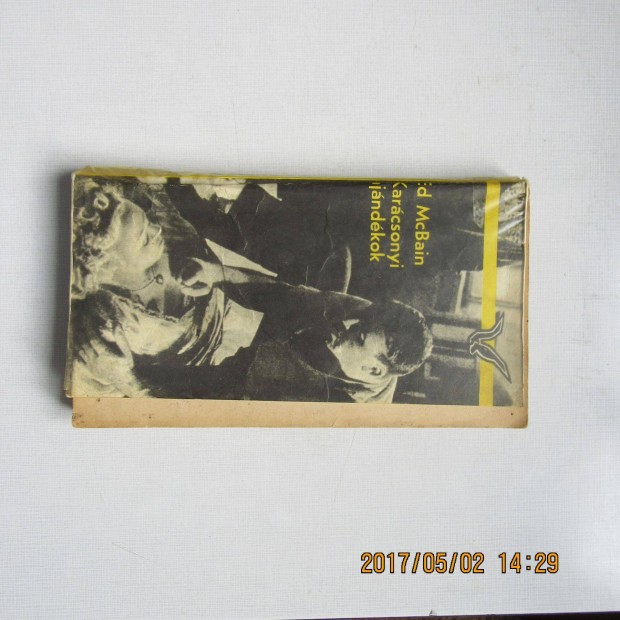 Ed McBain
Karácsonyi
ajándékok
2017/05/02 14:29